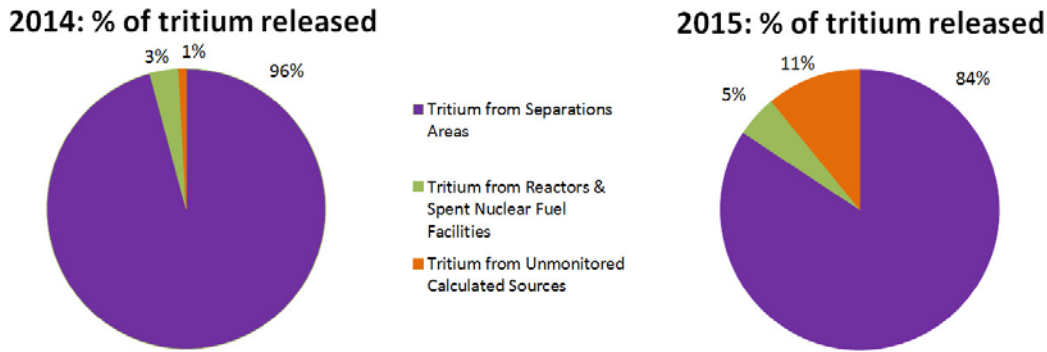 2014: % of tritium released
3%
1%
96%
Tritium from Separations
Areas
Tritium from Reactors &
Spent Nuclear Fuel
Facilities
Tritium from Unmonitored
Calculated Sources
2015: % of tritium released
11%
5%
84%